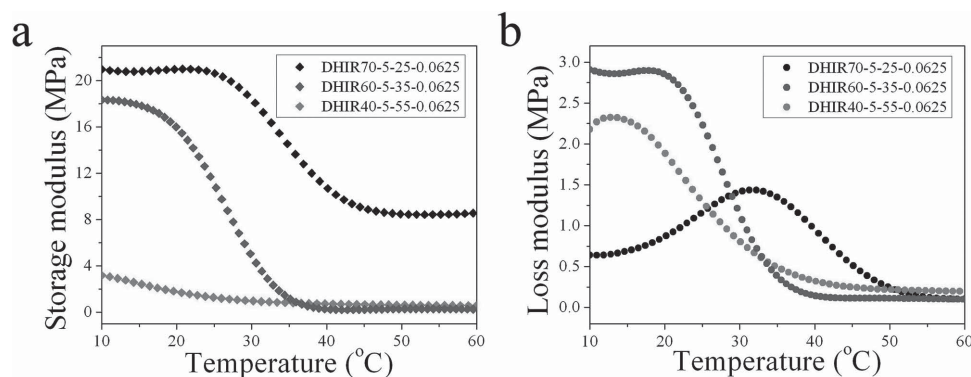 a
Storage modulus (MPa)
20
16
12
8
4
0
10
20
30
40
50
60
Temperature (°C)
DHIR70-5-25-0.0625
DHIR60-5-35-0.0625
DHIR40-5-55-0.0625
b
Loss modulus (MPa)
3.0
2.5
2.0
1.5
1.0
0.5
0.0
10
20
30
40
50
60
Temperature (°C)
DHIR70-5-25-0.0625
DHIR60-5-35-0.0625
DHIR40-5-55-0.0625